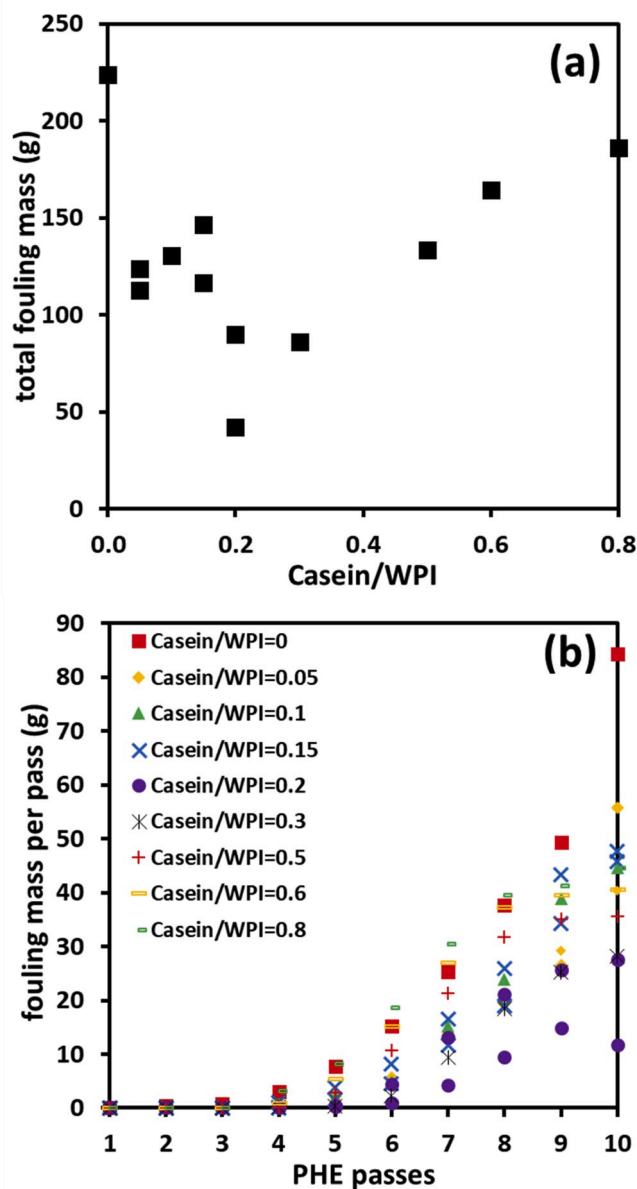 (a)
total fouling mass (g)
250
200
150
100
50
0
0.0 0.2 0.4 0.6 0.8
Casein/WPI
(b)
fouling mass per pass (g)
90
80
70
60
50
40
30
20
10
0
Casein/WPI=0
Casein/WPI=0.05
Casein/WPI=0.1
Casein/WPI=0.15
Casein/WPI=0.2
Casein/WPI=0.3
Casein/WPI=0.5
Casein/WPI=0.6
Casein/WPI=0.8
1 2 3 4 5 6 7 8 9 10
PHE passes